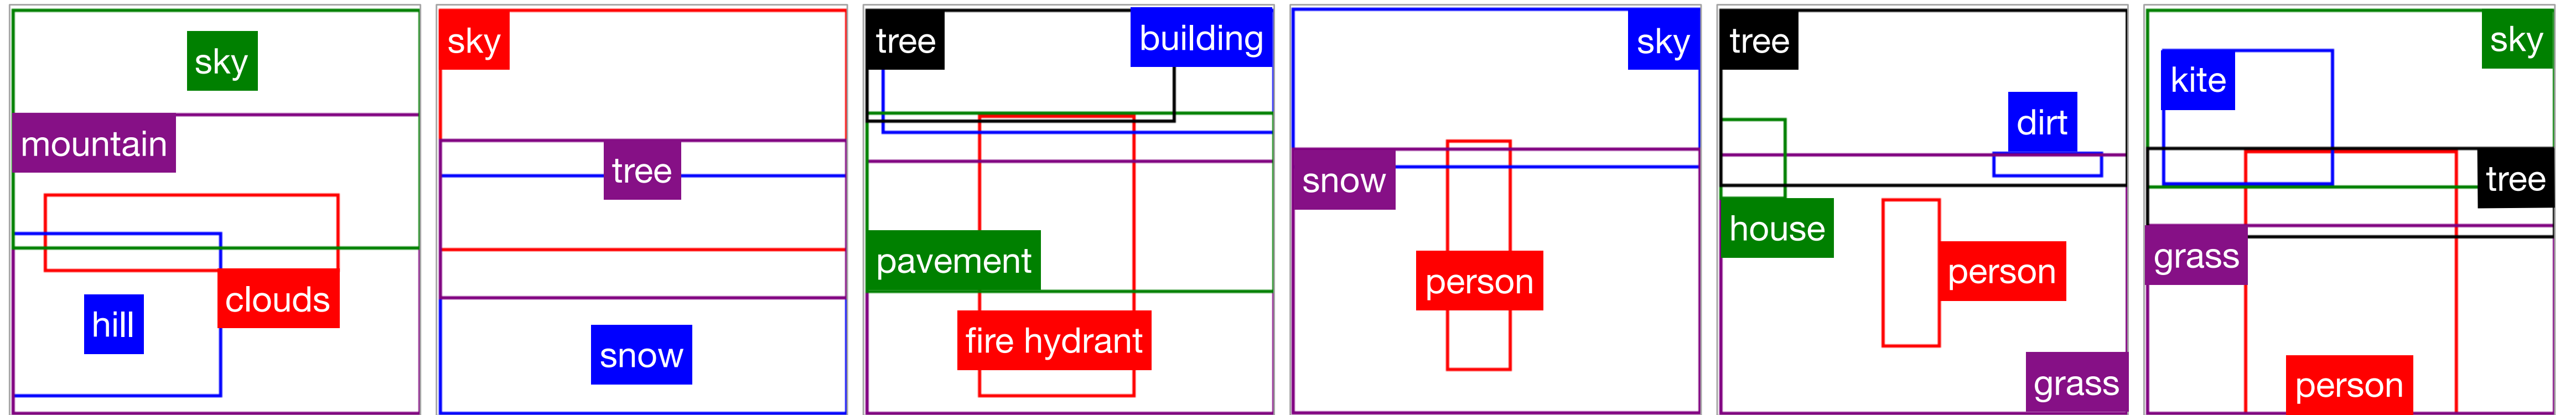 sky
mountain
clouds
hill
sky
tree
snow
tree
building
pavement
fire hydrant
sky
snow
person
tree
dirt
house
person
grass
sky
kite
tree
grass
person